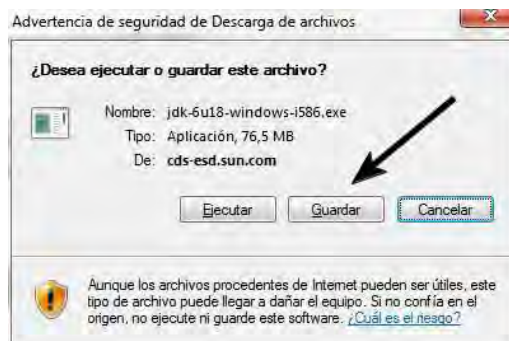 Advertencia de seguridad de Descarga de archivos
¿Desea ejecutar o guardar este archivo?
Nombre: jdk-6u18-windows-i586.exe
Tipo: Aplicación, 76,5 MB
De: cds-esd.sun.com
Ejecutar Guardar Cancelar
Aunque los archivos procedentes de Internet pueden ser útiles, este
tipo de archivo puede llegar a dañar el equipo. Si no confía en el
origen, no ejecute ni guarde este software. ¿Cuál es el riesgo?